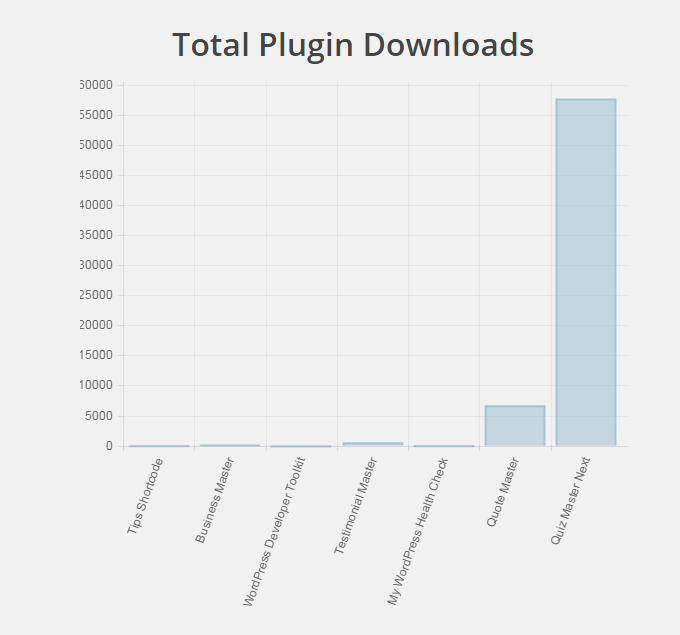 Total Plugin Downloads
60000
55000
50000
45000
40000
35000
30000
25000
20000
15000
10000
5000
0
Tips Shortcode
Business Master
WordPress Developer Toolkit
Testimonial Master
My WordPress Health Check
Quote Master
Quiz Master Next